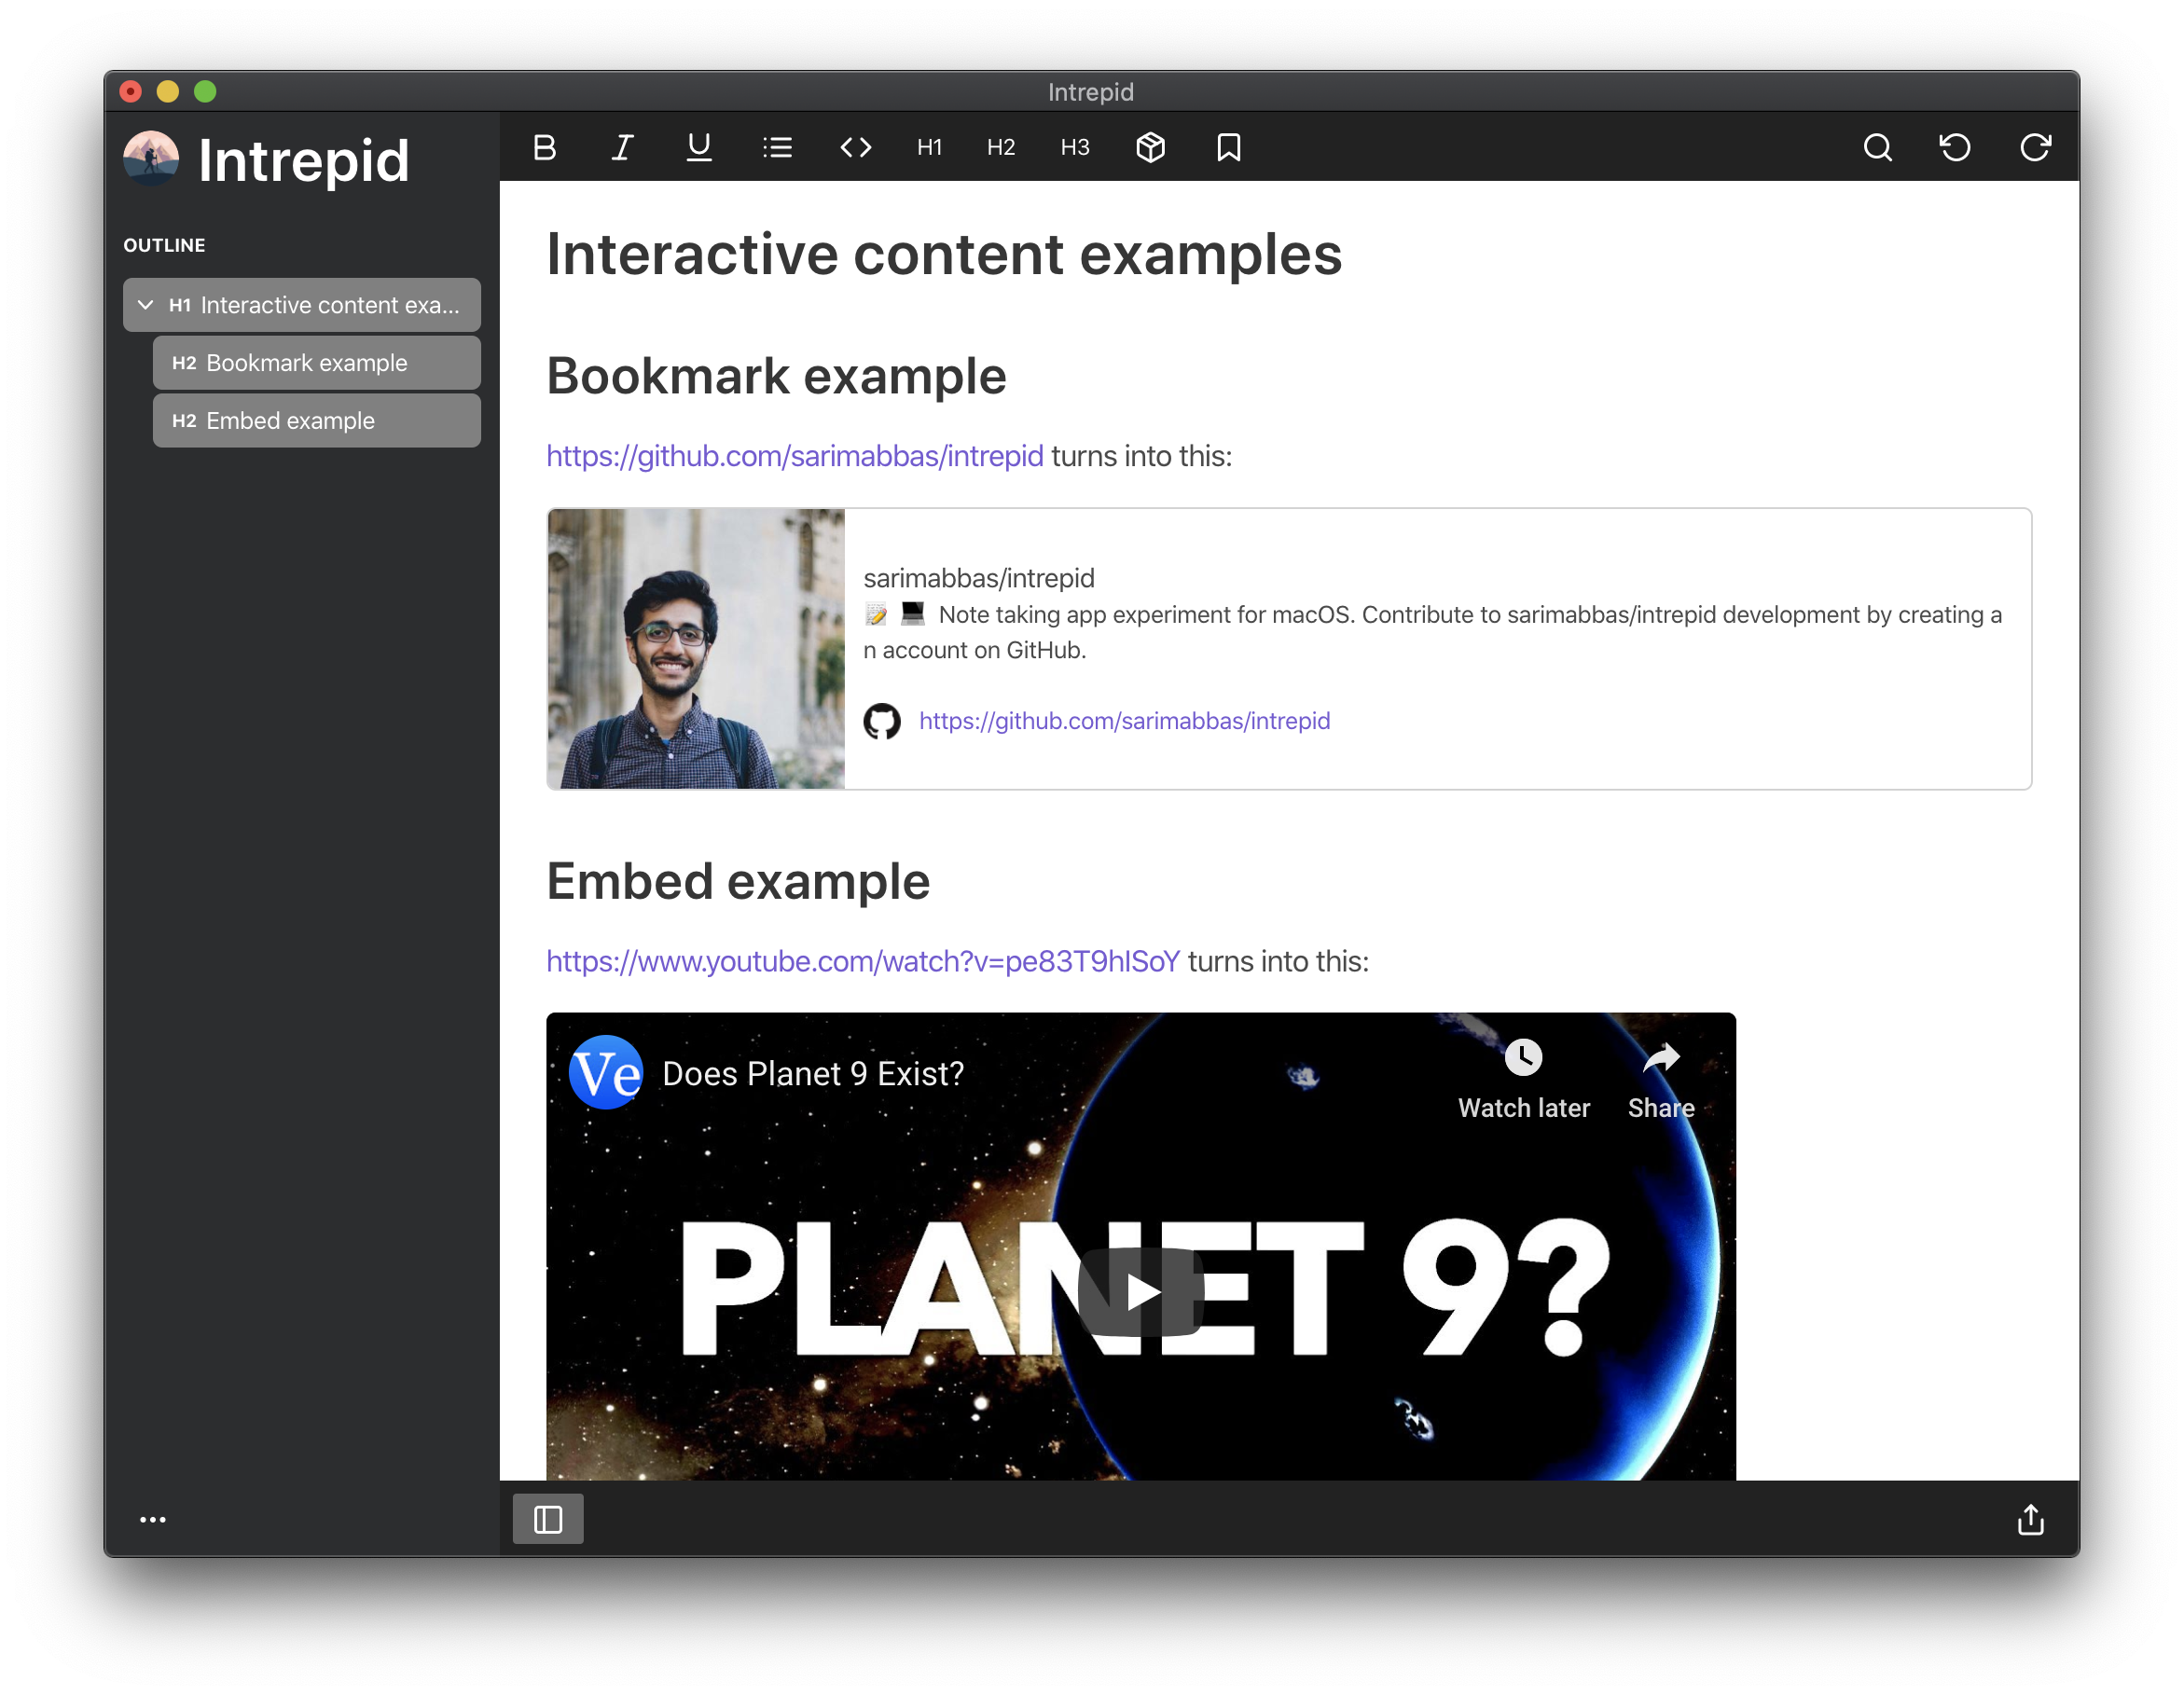 Intrepid
Intrepid
H1
H2
H3
OUTLINE
H1 Interactive content exa...
H2 Bookmark example
H2 Embed example
Interactive content examples
Bookmark example
https://github.com/sarimabbas/intrepid turns into this:
sarimabbas/intrepid
📝 💻 Note taking app experiment for macOS. Contribute to sarimabbas/intrepid development by creating a
n account on GitHub.
https://github.com/sarimabbas/intrepid
Embed example
https://www.youtube.com/watch?v=pe83T9hISoY turns into this:
Ve Does Planet 9 Exist?
Watch later
Share
PLANET 9?